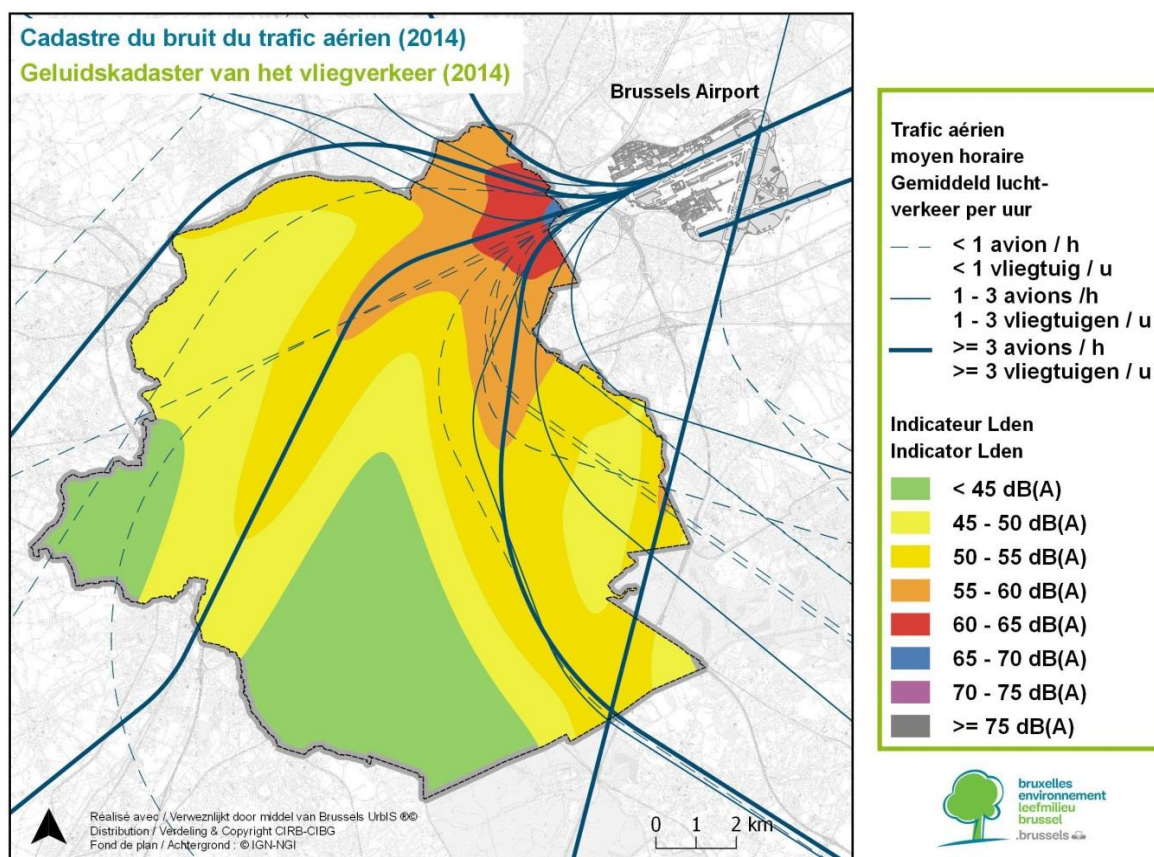 Cadastre du bruit du trafic aérien (2014)
Geluidskadaster van het vliegverkeer (2014)
Brussels Airport
Trafic aérien
moyen horaire
Gemiddeld lucht-
verkeer per uur
< 1 avion / h
< 1 vliegtuig / u
1 - 3 avions /h
1 - 3 vliegtuigen / u
>= 3 avions / h
>= 3 vliegtuigen / u
Indicateur Lden
Indicator Lden
< 45 dB(A)
45 - 50 dB(A)
50 - 55 dB(A)
55 - 60 dB(A)
60 - 65 dB(A)
65 - 70 dB(A)
70 - 75 dB(A)
>= 75 dB(A)
Réalisé avec / Verweznlijkt door middel van Brussels UrbIS ®©
Distribution / Verdeling & Copyright CIRB-CIBG
Fond de plan / Achtergrond : © IGN-NGI
0 1 2 km
bruxelles
environnement
leefmilieu
brussel
.brussels